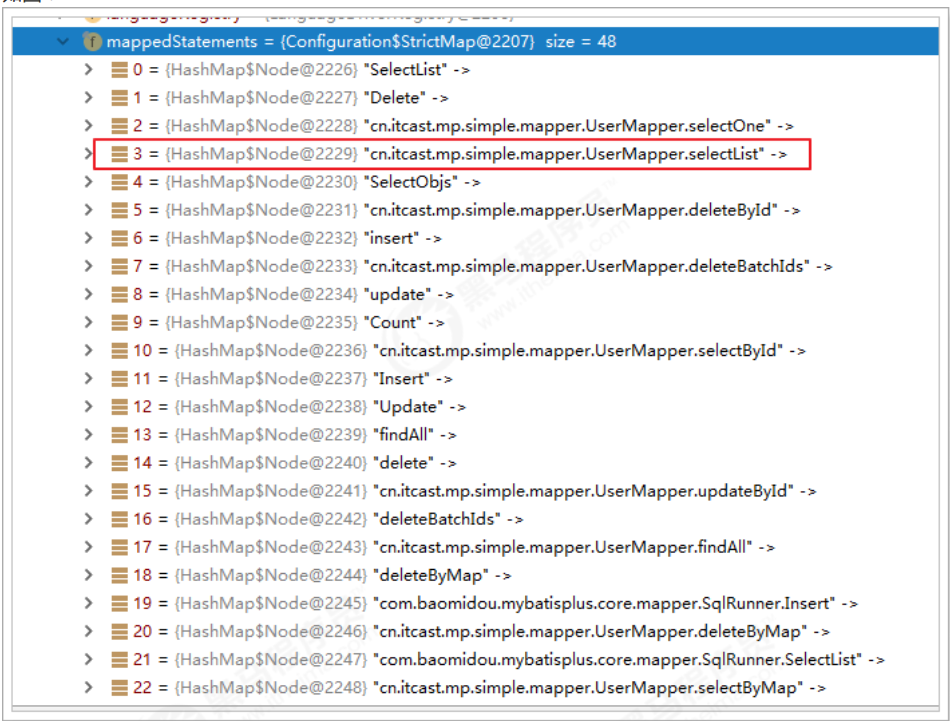 mappedStatements = {Configuration$StrictMap@2207} size = 48
0 = {HashMap$Node@2226} "SelectList" ->
1 = {HashMap$Node@2227} "Delete" ->
2 = {HashMap$Node@2228} "cn.itcast.mp.simple.mapper.UserMapper.selectOne" ->
3 = {HashMap$Node@2229} "cn.itcast.mp.simple.mapper.UserMapper.selectList" ->
4 = {HashMap$Node@2230} "SelectObjs" ->
5 = {HashMap$Node@2231} "cn.itcast.mp.simple.mapper.UserMapper.deleteById" ->
6 = {HashMap$Node@2232} "insert" ->
7 = {HashMap$Node@2233} "cn.itcast.mp.simple.mapper.UserMapper.deleteBatchIds" ->
8 = {HashMap$Node@2234} "update" ->
9 = {HashMap$Node@2235} "Count" ->
10 = {HashMap$Node@2236} "cn.itcast.mp.simple.mapper.UserMapper.selectById" ->
11 = {HashMap$Node@2237} "Insert" ->
12 = {HashMap$Node@2238} "Update" ->
13 = {HashMap$Node@2239} "findAll" ->
14 = {HashMap$Node@2240} "delete" ->
15 = {HashMap$Node@2241} "cn.itcast.mp.simple.mapper.UserMapper.updateById" ->
16 = {HashMap$Node@2242} "deleteBatchIds" ->
17 = {HashMap$Node@2243} "cn.itcast.mp.simple.mapper.UserMapper.findAll" ->
18 = {HashMap$Node@2244} "deleteByMap" ->
19 = {HashMap$Node@2245} "com.baomidou.mybatisplus.core.mapper.SqlRunner.Insert" ->
20 = {HashMap$Node@2246} "cn.itcast.mp.simple.mapper.UserMapper.deleteByMap" ->
21 = {HashMap$Node@2247} "com.baomidou.mybatisplus.core.mapper.SqlRunner.SelectList" ->
22 = {HashMap$Node@2248} "cn.itcast.mp.simple.mapper.UserMapper.selectByMap" ->
黑马程序员
www.itheima.com